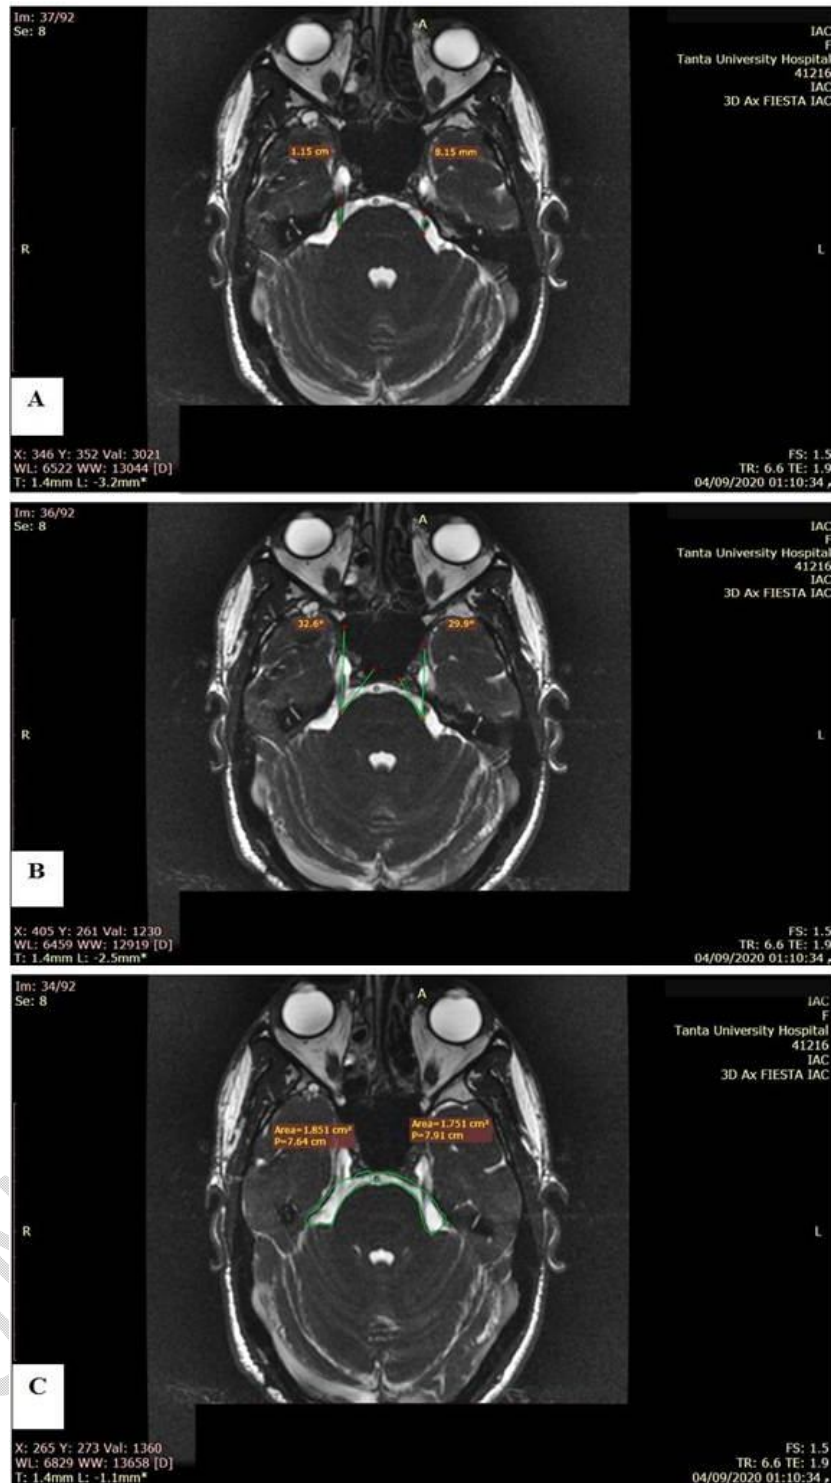 Im: 37/92
Se: 8
A
IAC
F
Tanta University Hospital
41216
IAC
3D Ax FIESTA IAC
1.15 cm
8.15 mm
R
L
A
X: 346 Y: 352 Val: 3021
WL: 6522 WW: 13044 [D]
T: 1.4mm L: -3.2mm*
FS: 1.5
TR: 6.6 TE: 1.9
04/09/2020 01:10:34 م
Im: 36/92
Se: 8
A
IAC
F
Tanta University Hospital
41216
IAC
3D Ax FIESTA IAC
32.6°
29.9°
R
L
B
X: 405 Y: 261 Val: 1230
WL: 6459 WW: 12919 [D]
T: 1.4mm L: -2.5mm*
FS: 1.5
TR: 6.6 TE: 1.9
04/09/2020 01:10:34 م
Im: 34/92
Se: 8
A
IAC
F
Tanta University Hospital
41216
IAC
3D Ax FIESTA IAC
Area=1.851 cm²
P=7.64 cm
Area=1.751 cm²
P=7.91 cm
R
L
C
X: 265 Y: 273 Val: 1360
WL: 6829 WW: 13658 [D]
T: 1.4mm L: -1.1mm*
FS: 1.5
TR: 6.6 TE: 1.9
04/09/2020 01:10:34 م